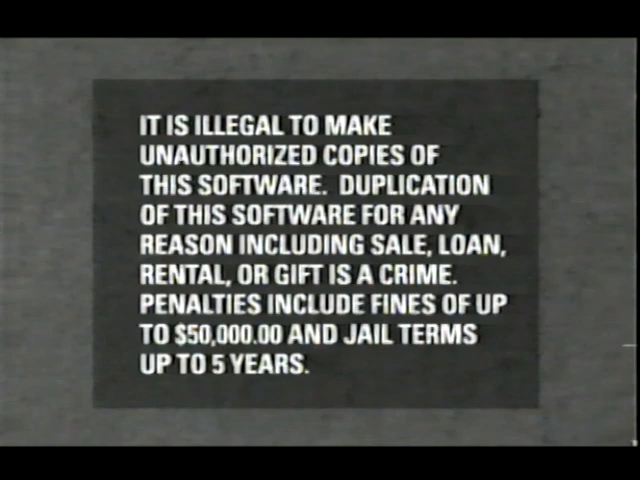 IT IS ILLEGAL TO MAKE
UNAUTHORIZED COPIES OF
THIS SOFTWARE. DUPLICATION
OF THIS SOFTWARE FOR ANY
REASON INCLUDING SALE, LOAN,
RENTAL, OR GIFT IS A CRIME.
PENALTIES INCLUDE FINES OF UP
TO $50,000.00 AND JAIL TERMS
UP TO 5 YEARS.